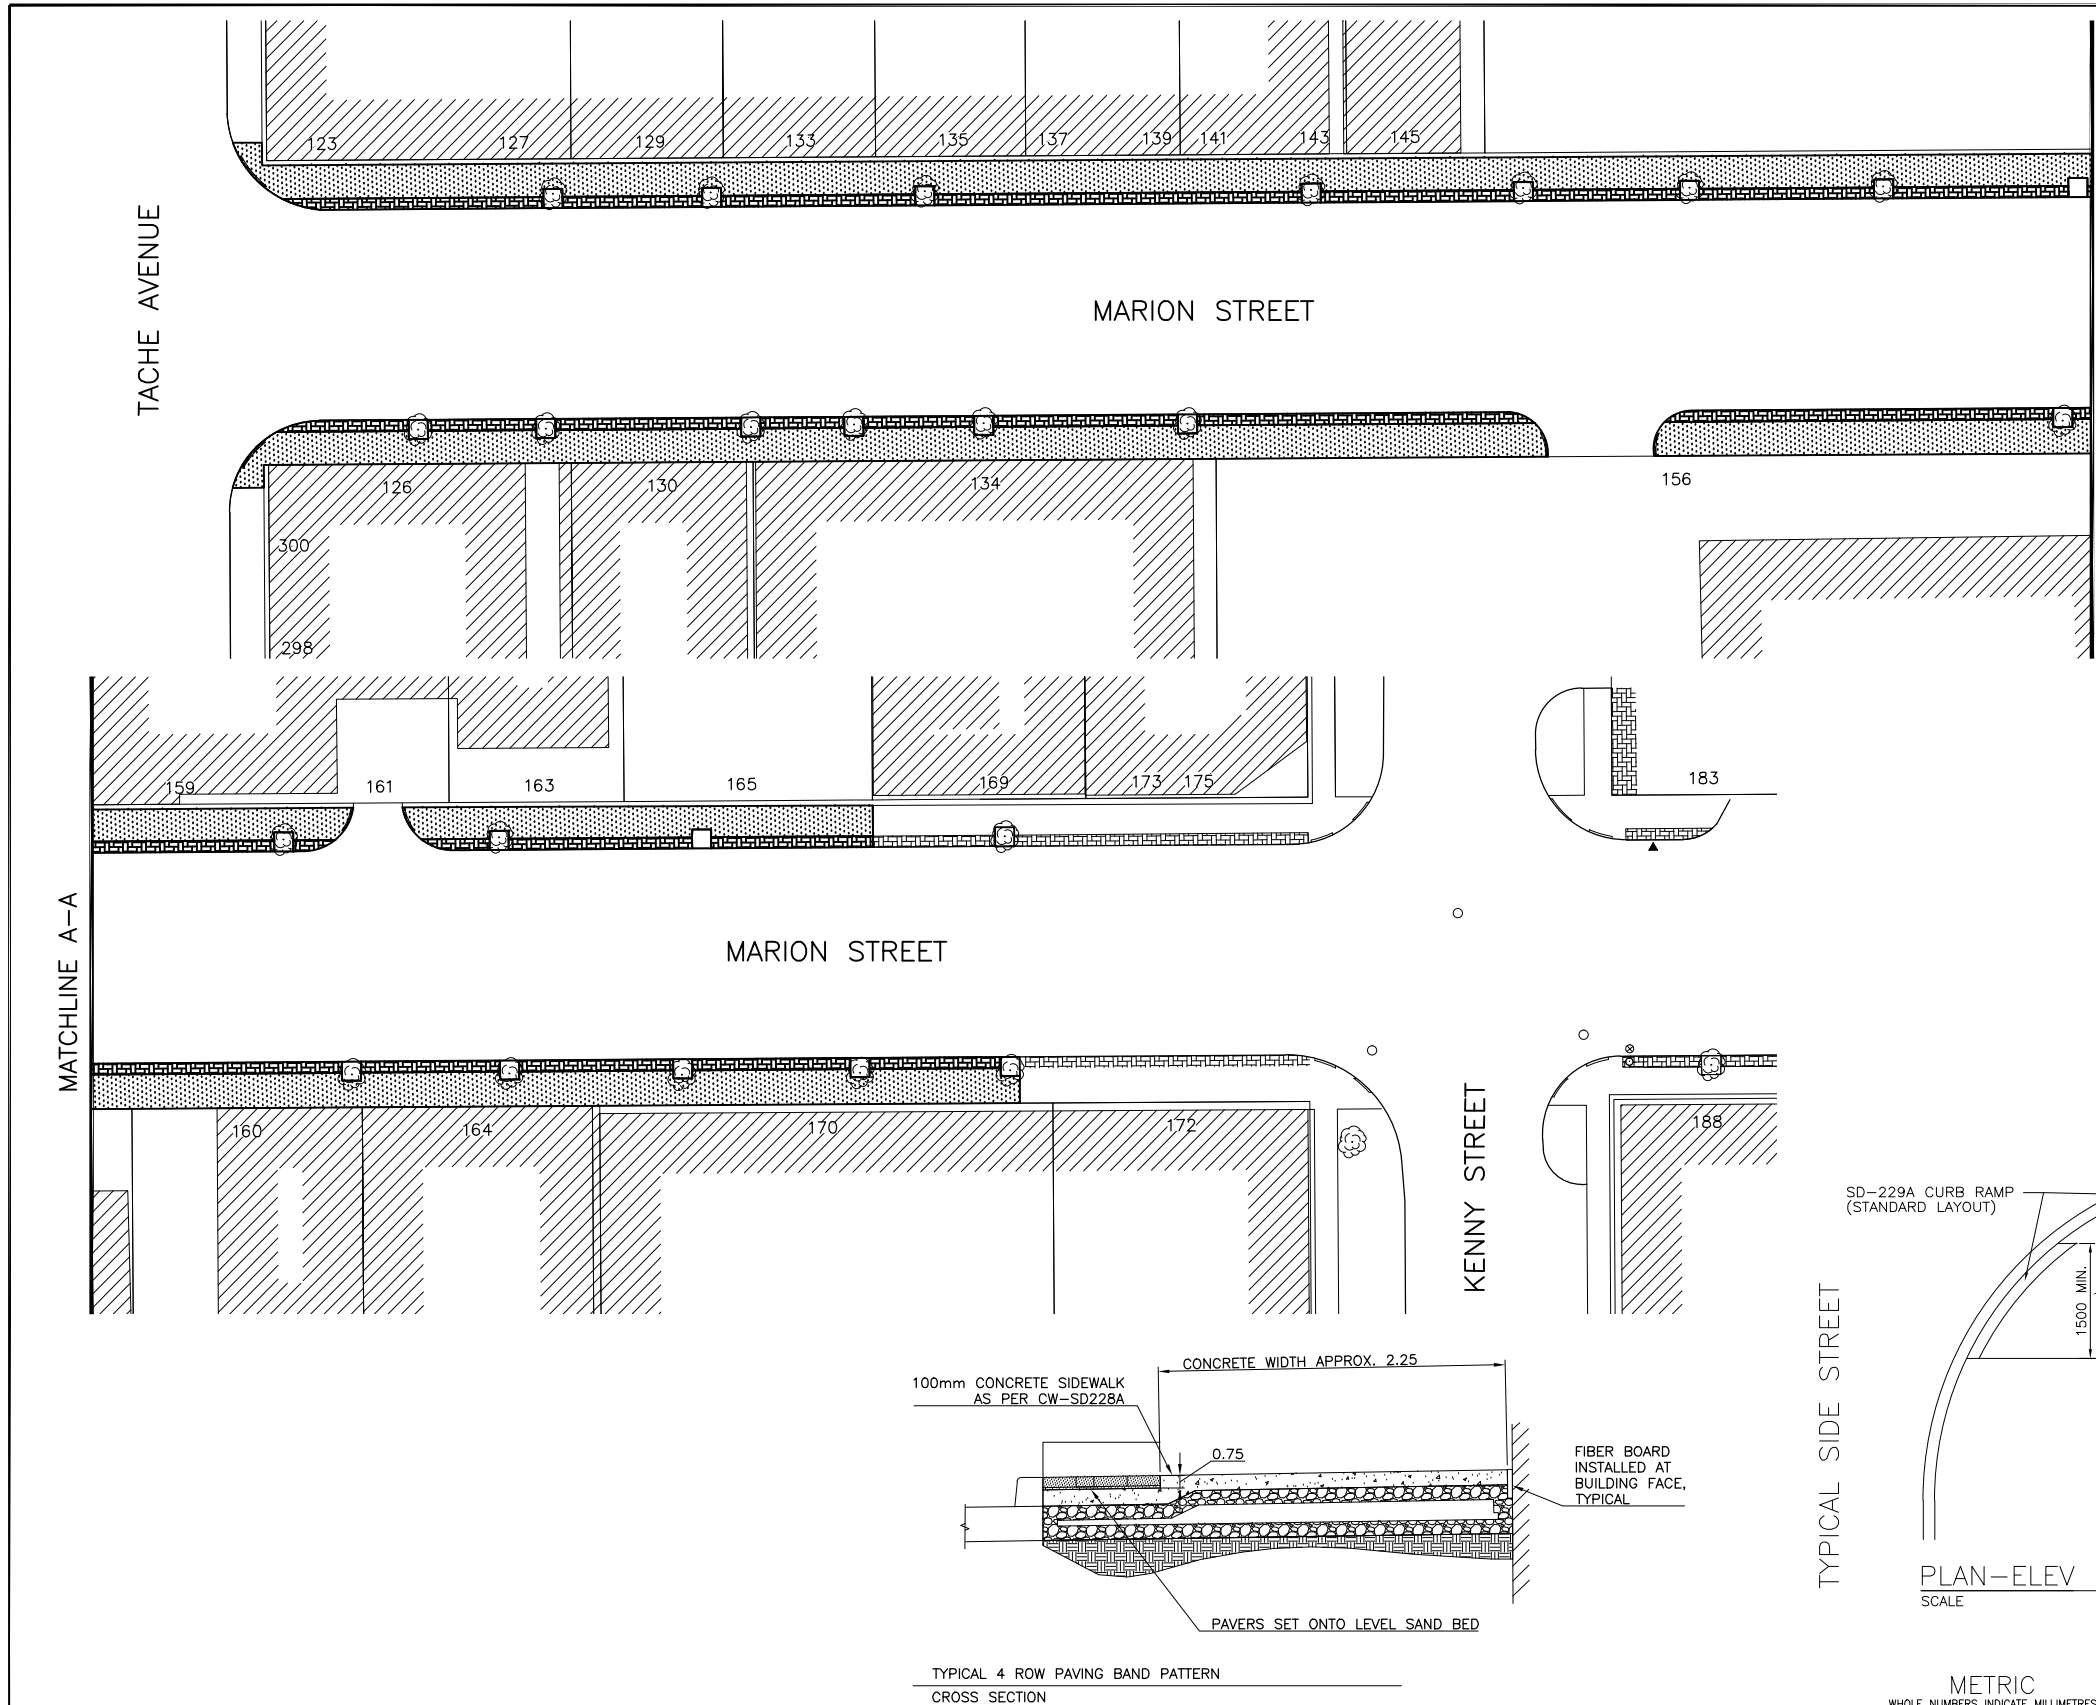 123
127
129
133
135
137
139
141
143
145
TACHE AVENUE
MARION STREET
126
130
134
156
300
298
159
161
163
165
169
173
175
183
MATCHLINE A-A
MARION STREET
160
164
170
172
188
KENNY STREET
SD-229A CURB RAMP
(STANDARD LAYOUT)
1500 MIN.
TYPICAL SIDE STREET
CONCRETE WIDTH APPROX. 2.25
100mm CONCRETE SIDEWALK
AS PER CW-SD228A
0.75
FIBER BOARD
INSTALLED AT
BUILDING FACE,
TYPICAL
PAVERS SET ONTO LEVEL SAND BED
PLAN-ELEV
SCALE
TYPICAL 4 ROW PAVING BAND PATTERN
CROSS SECTION
METRIC
WHOLE NUMBERS INDICATE MILLIMETRES